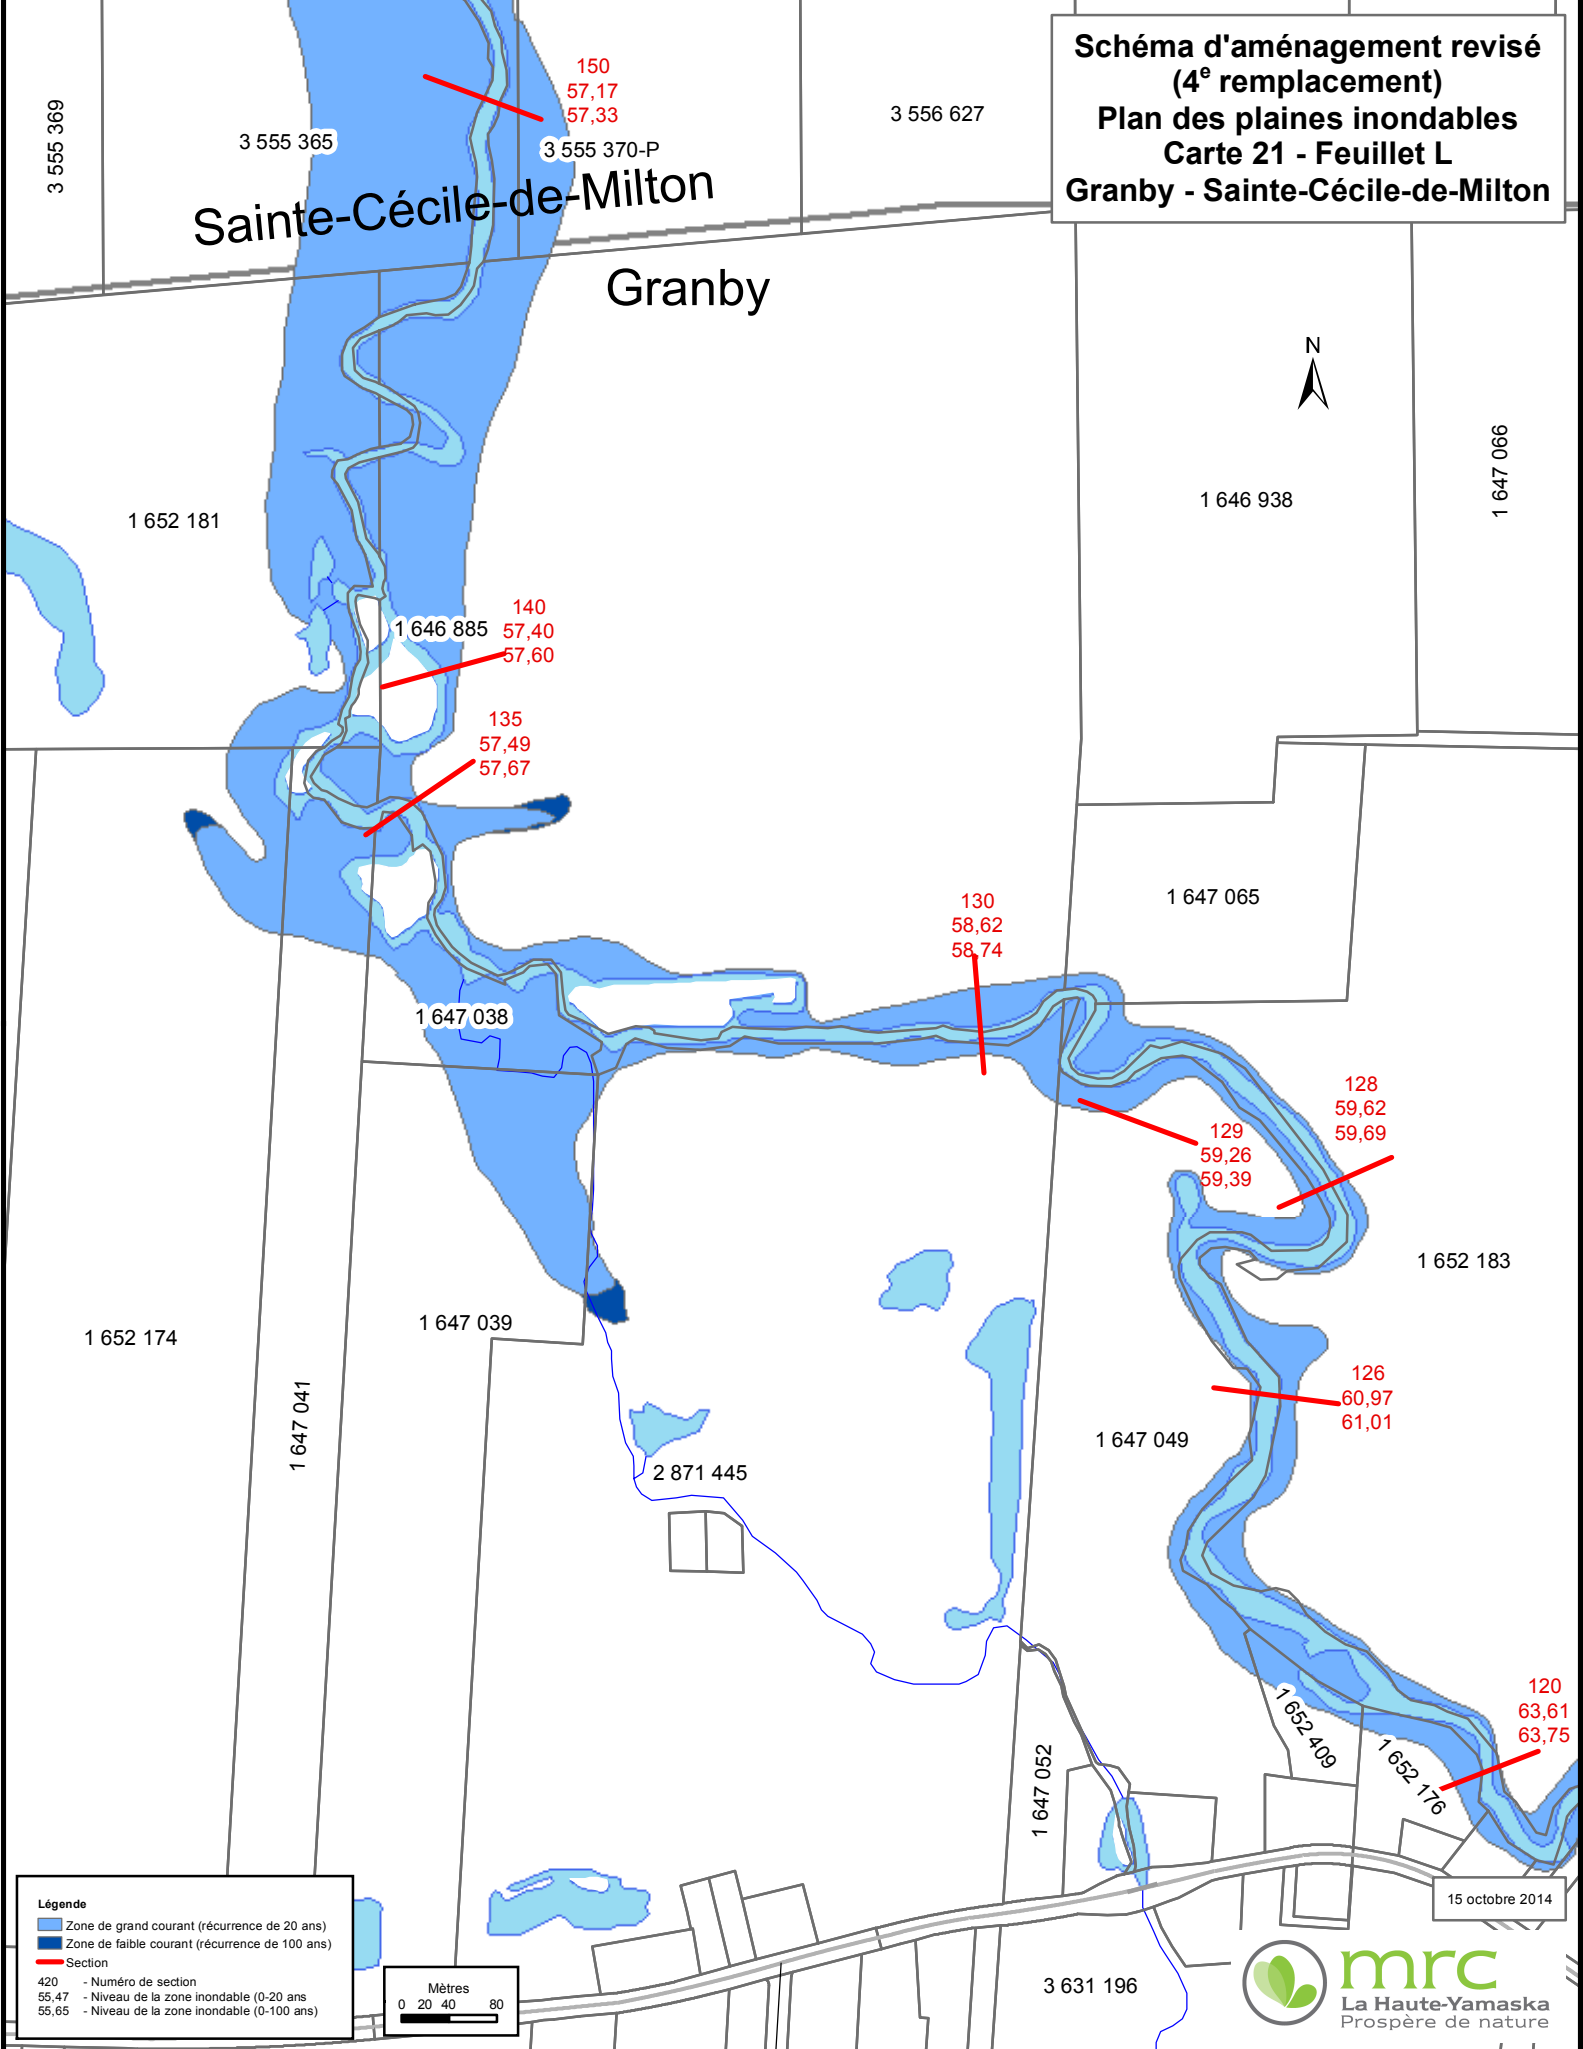 Schéma d'aménagement revisé
(4e remplacement)
Plan des plaines inondables
Carte 21 - Feuillet L
Granby - Sainte-Cécile-de-Milton
150
57,17
57,33
3 555 369
3 555 365
3 555 370-P
3 556 627
Sainte-Cécile-de-Milton
Granby
N
1 652 181
1 646 938
1 647 066
140
57,40
57,60
1 646 885
135
57,49
57,67
1 647 065
130
58,62
58,74
1 647 038
128
59,62
59,69
129
59,26
59,39
1 652 183
1 647 039
1 652 174
1 647 041
126
60,97
61,01
1 647 049
2 871 445
120
63,61
63,75
1 652 409
1 652 176
1 647 052
3 631 196
Légende
Zone de grand courant (récurrence de 20 ans)
Zone de faible courant (récurrence de 100 ans)
Section
420 - Numéro de section
55,47 - Niveau de la zone inondable (0-20 ans
55,65 - Niveau de la zone inondable (0-100 ans)
Mètres
0 20 40 80
15 octobre 2014
mrc
La Haute-Yamaska
Prospère de nature